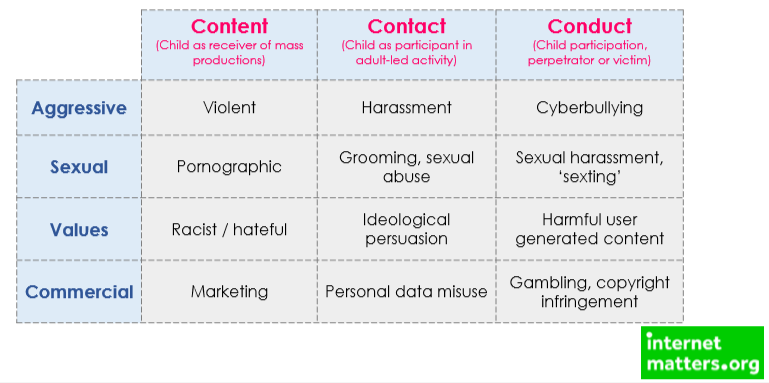 Content
(Child as receiver of mass
productions)
Contact
(Child as participant in
adult-led activity)
Conduct
(Child participation,
perpetrator or victim)
Aggressive
Violent
Harassment
Cyberbullying
Sexual
Pornographic
Grooming, sexual
abuse
Sexual harassment,
‘sexting’
Values
Racist / hateful
Ideological
persuasion
Harmful user
generated content
Commercial
Marketing
Personal data misuse
Gambling, copyright
infringement
internet
matters.org